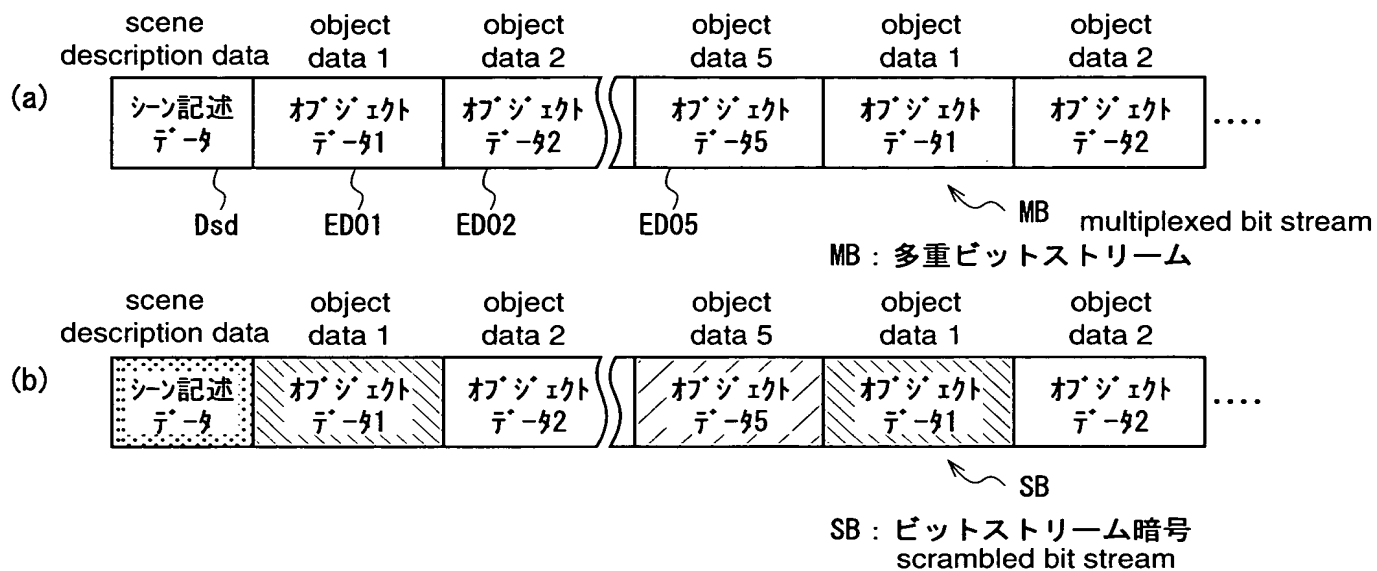 scene object object object object object
description data data 1 data 2 data 5 data 1 data 2
(a)
シーン記述 オブジェクト オブジェクト オブジェクト オブジェクト オブジェクト
データ データ1 データ2 データ5 データ1 データ2 ....
Dsd ED01 ED02 ED05 MB multiplexed bit stream
MB：多重ビットストリーム
scene object object object object object
description data data 1 data 2 data 5 data 1 data 2
(b)
シーン記述 オブジェクト オブジェクト オブジェクト オブジェクト オブジェクト
データ データ1 データ2 データ5 データ1 データ2 ....
SB
SB：ビットストリーム暗号
scrambled bit stream